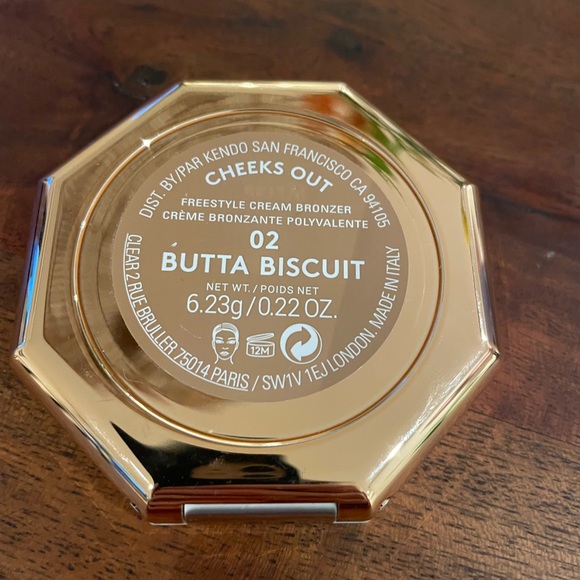 DIST. BY/PAR KENDO SAN FRANCISCO CA 94105
CHEEKS OUT
FREESTYLE CREAM BRONZER
CRÈME BRONZANTE POLYVALENTE
02
BUTTA BISCUIT
NET WT. / POIDS NET
6.23g/0.22 OZ.
12M
CLEAR 2 RUE BRULLER 75014 PARIS / SW1V 1EJ LONDON. MADE IN ITALY